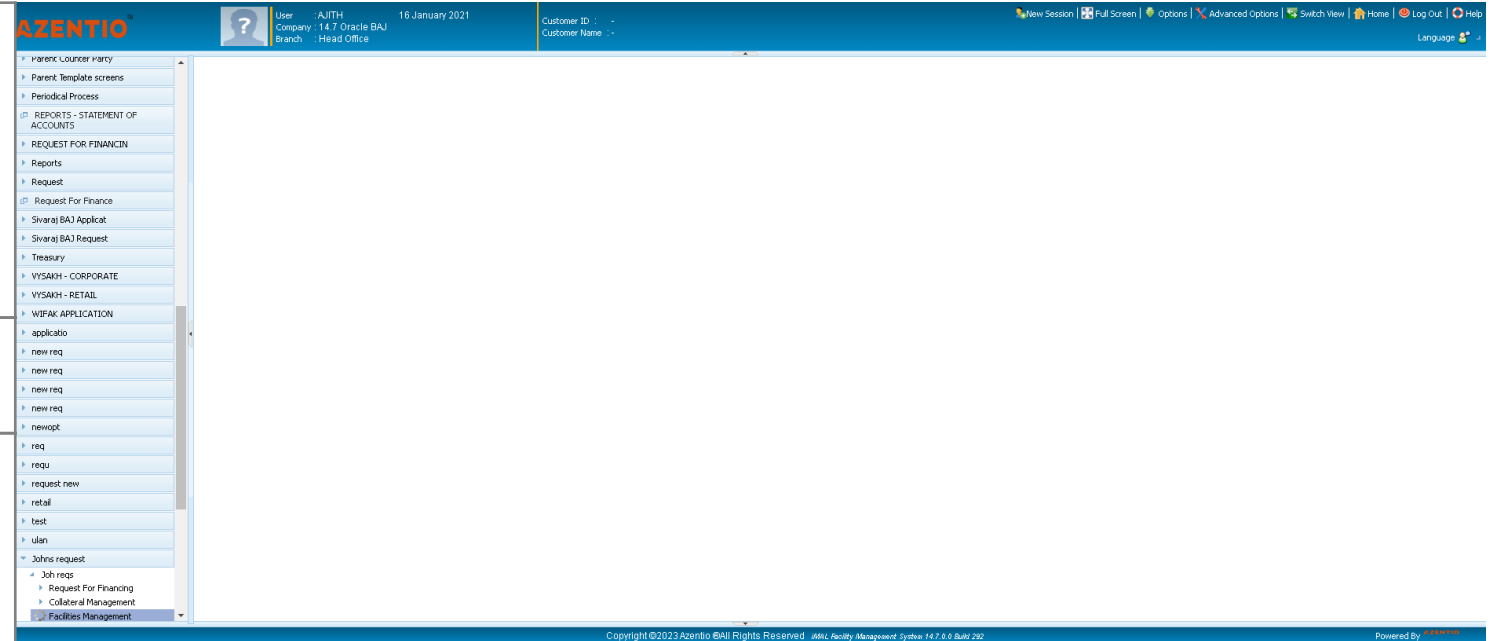 AZENTIO
User : AJITH 16 January 2021
Company : 14.7 Oracle BAJ
Branch : Head Office
Customer ID : -
Customer Name : -
New Session | Full Screen | Options | Advanced Options | Switch View | Home | Log Out | Help
Language
Parent Counter Party
Parent Template screens
Periodical Process
REPORTS - STATEMENT OF
ACCOUNTS
REQUEST FOR FINANCIN
Reports
Request
Request For Finance
Sivaraj BAJ Applicat
Sivaraj BAJ Request
Treasury
VYSAKH - CORPORATE
VYSAKH - RETAIL
WIFAK APPLICATION
applicatio
new req
new req
new req
new req
newopt
req
requ
request new
retail
test
ulan
Johns request
Joh reqs
Request For Financing
Collateral Management
Facilities Management
Copyright ©2023 Azentio ®All Rights Reserved IMAL Facility Management System 14.7.0.0 Build 292
Powered By AZENTIO